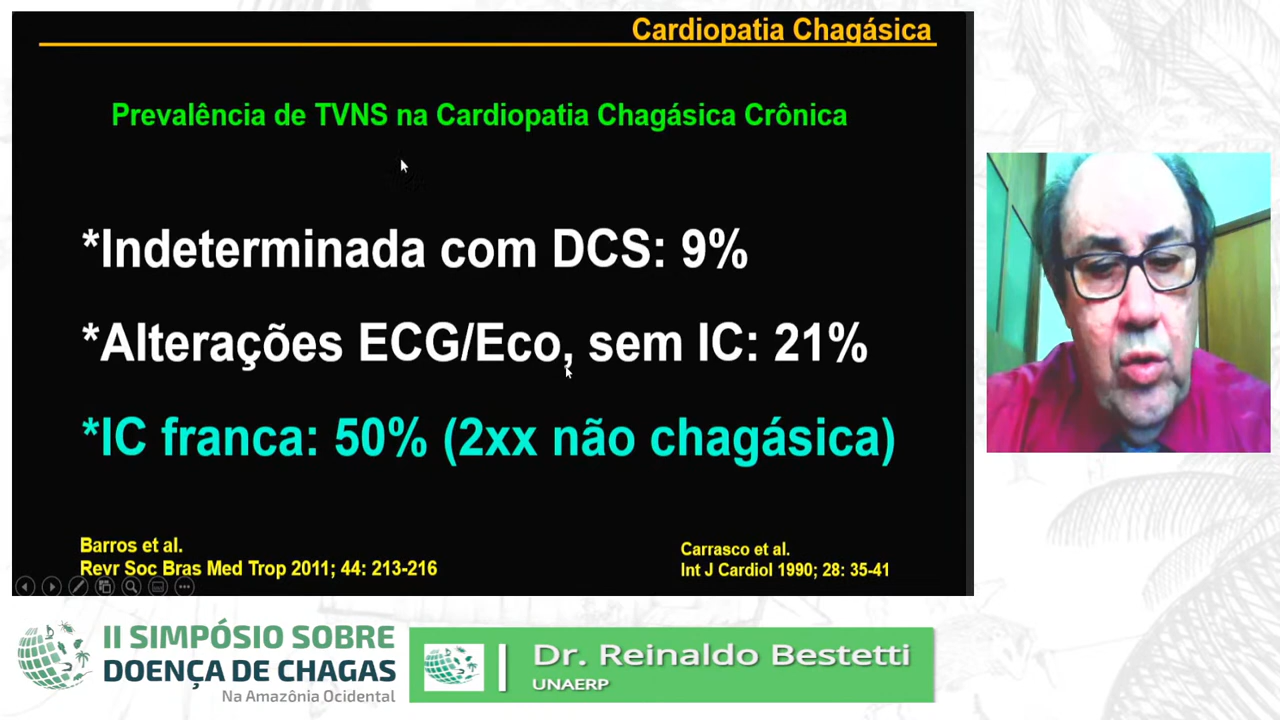 Cardiopatia Chagásica
Prevalência de TVNS na Cardiopatia Chagásica Crônica
*Indeterminada com DCS: 9%
*Alterações ECG/Eco, sem IC: 21%
*IC franca: 50% (2xx não chagásica)
Barros et al.
Revr Soc Bras Med Trop 2011; 44: 213-216
Carrasco et al.
Int J Cardiol 1990; 28: 35-41
II SIMPÓSIO SOBRE
DOENÇA DE CHAGAS
Na Amazônia Ocidental
Dr. Reinaldo Bestetti
UNAERP